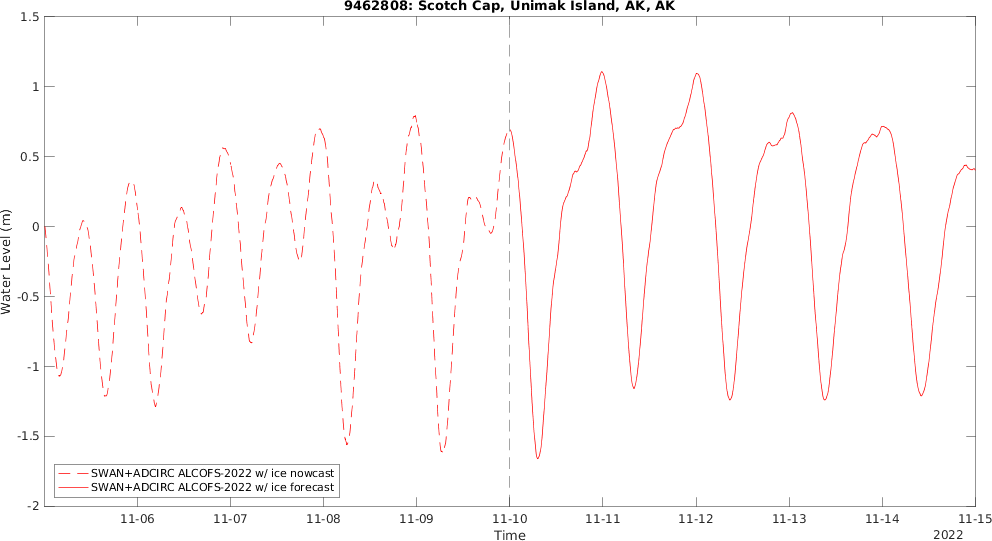 9462808: Scotch Cap, Unimak Island, AK, AK
Water Level (m)
1.5
1
0.5
0
-0.5
-1
-1.5
-2
SWAN+ADCIRC ALCOFS-2022 w/ ice nowcast
SWAN+ADCIRC ALCOFS-2022 w/ ice forecast
11-06 11-07 11-08 11-09 11-10 11-11 11-12 11-13 11-14 11-15
Time
2022